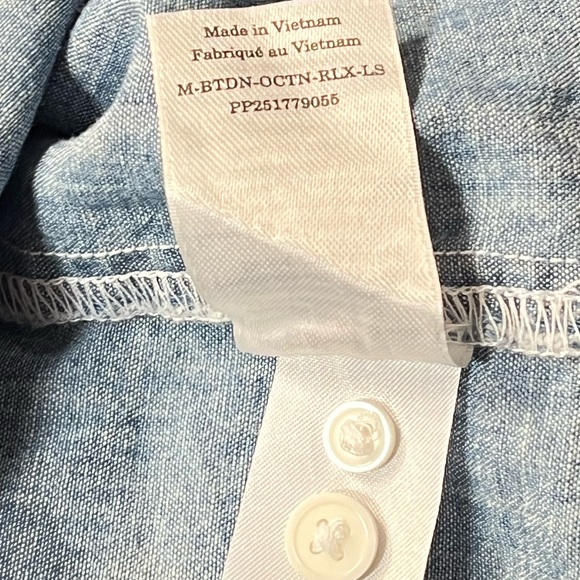 Made in Vietnam
Fabriqué au Vietnam
M-BTDN-OCTN-RLX-LS
PP251779055